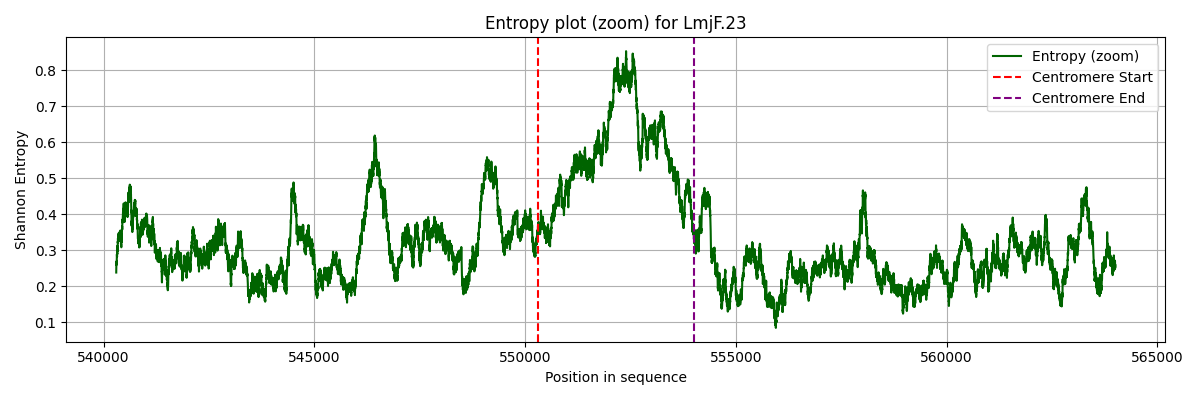 Entropy plot (zoom) for LmjF.23
Shannon Entropy
0.8
0.7
0.6
0.5
0.4
0.3
0.2
0.1
Entropy (zoom)
Centromere Start
Centromere End
540000 545000 550000 555000 560000 565000
Position in sequence